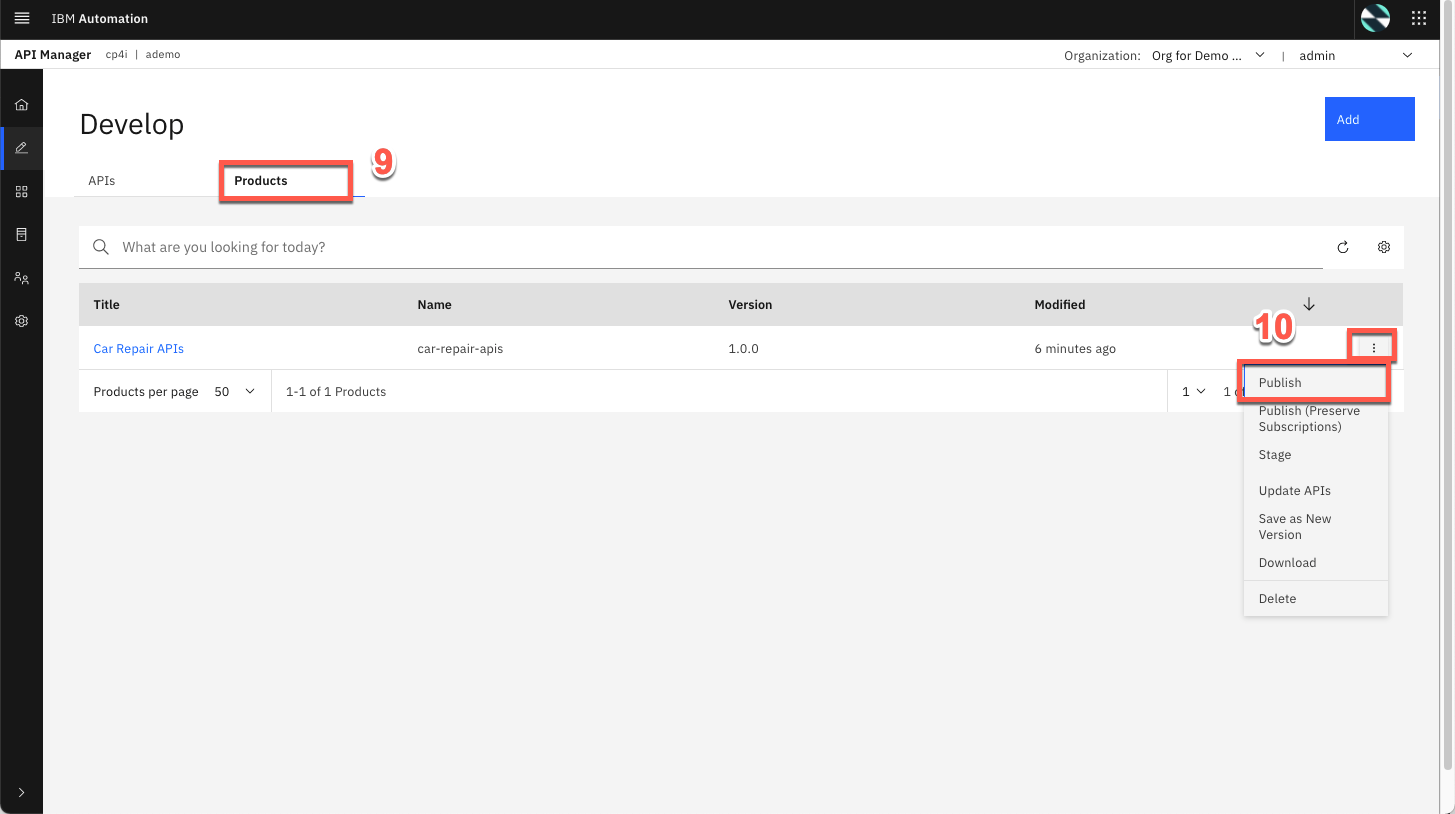 IBM Automation
API Manager cp4i | ademo Organization: Org for Demo ... | admin
Develop
Add
APIs Products 9
What are you looking for today?
Title Name Version Modified
10
Car Repair APIs car-repair-apis 1.0.0 6 minutes ago
Products per page 50 1-1 of 1 Products 1 1
Publish
Publish (Preserve
Subscriptions)
Stage
Update APIs
Save as New
Version
Download
Delete